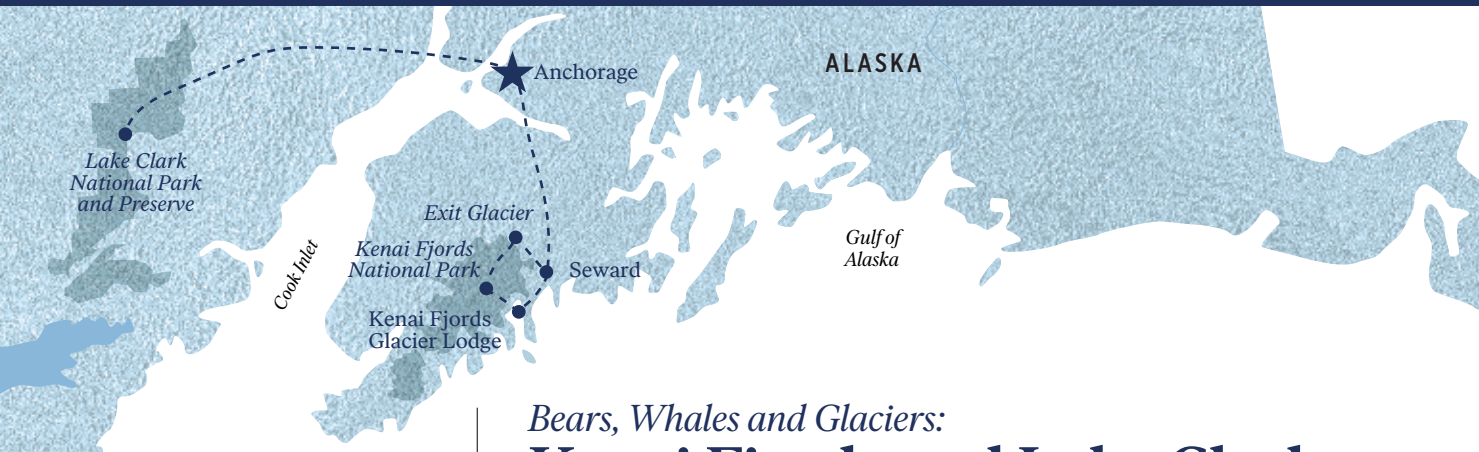 ALASKA
Anchorage
Lake Clark
National Park
and Preserve
Exit Glacier
Kenai Fjords
National Park
Seward
Gulf of
Alaska
Cook Inlet
Kenai Fjords
Glacier Lodge
Bears, Whales and Glaciers: